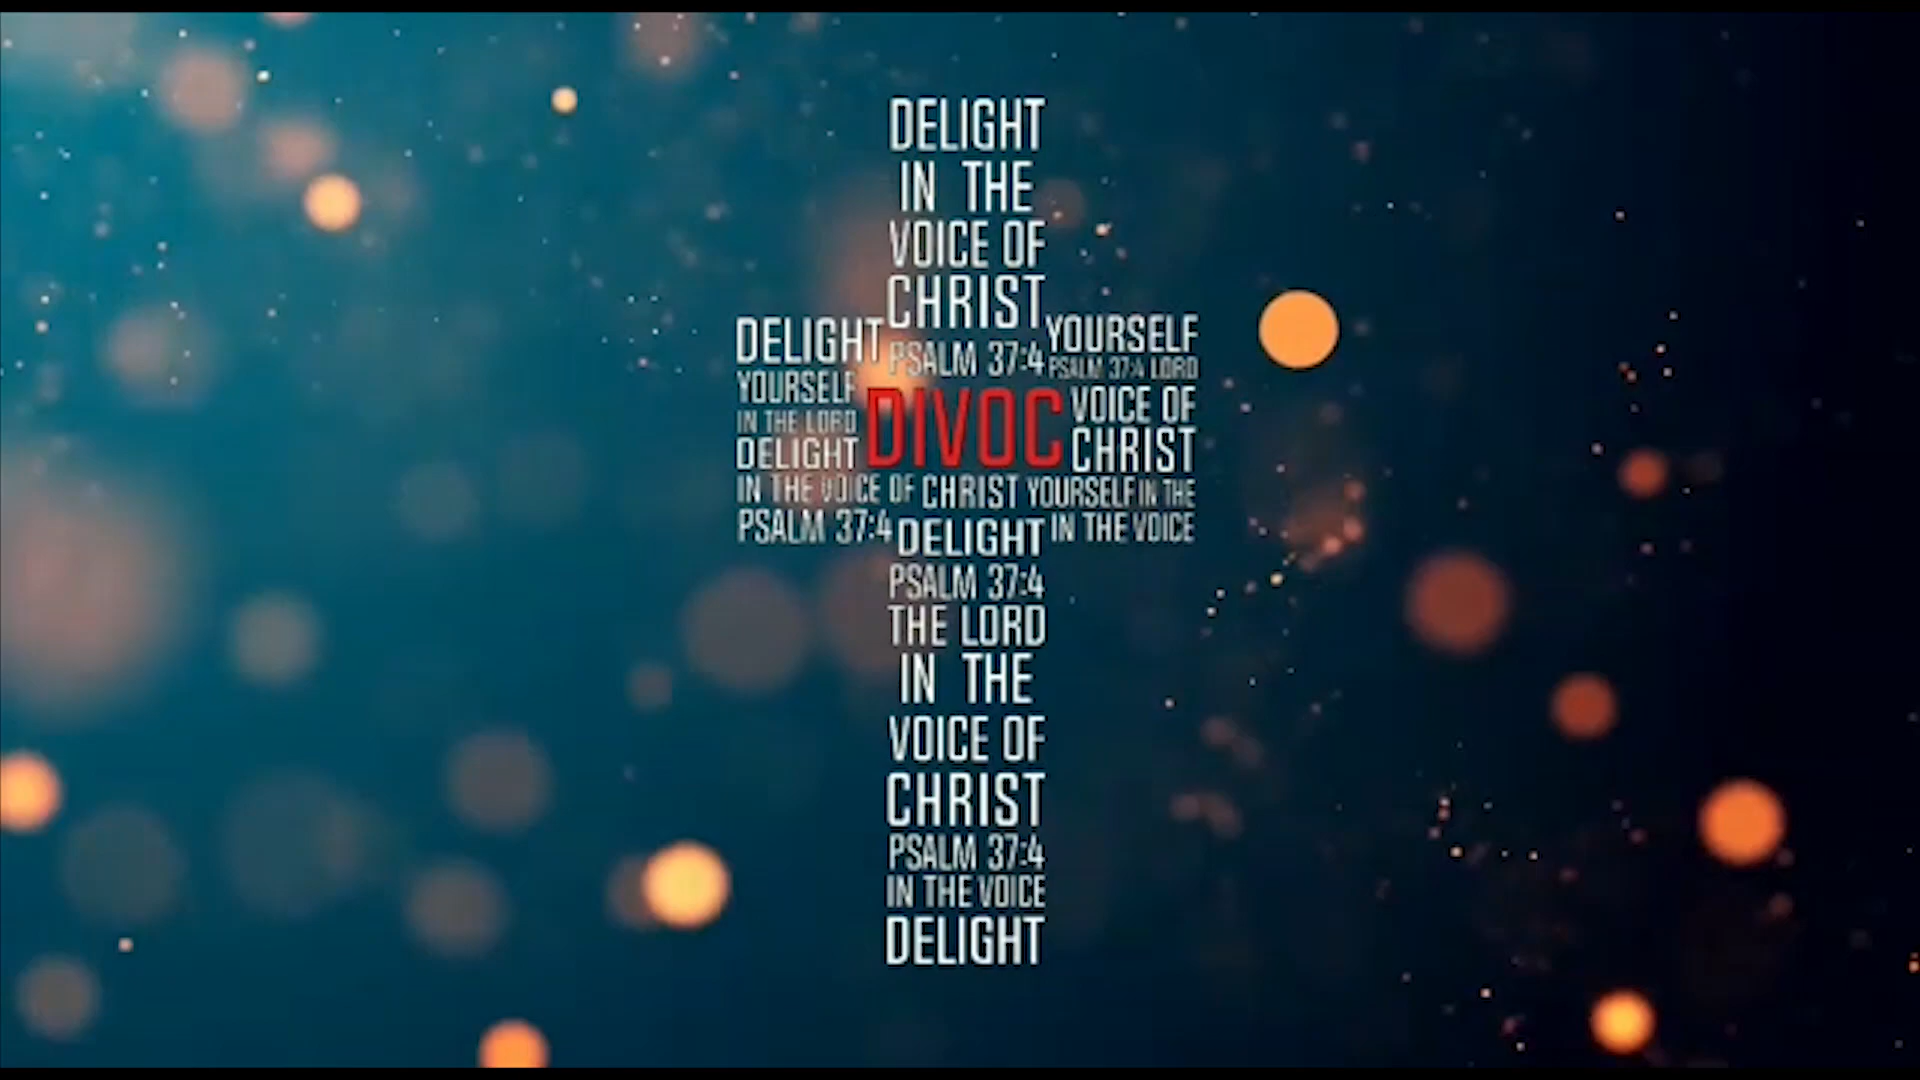 DELIGHT
IN THE
VOICE OF
CHRIST
DELIGHT PSALM 37:4 YOURSELF
YOURSELF PSALM 37:4 LORD
IN THE LORD DIVOC VOICE OF
DELIGHT CHRIST
IN THE VOICE OF CHRIST YOURSELF IN THE
PSALM 37:4 DELIGHT IN THE VOICE
PSALM 37:4
THE LORD
IN THE
VOICE OF
CHRIST
PSALM 37:4
IN THE VOICE
DELIGHT